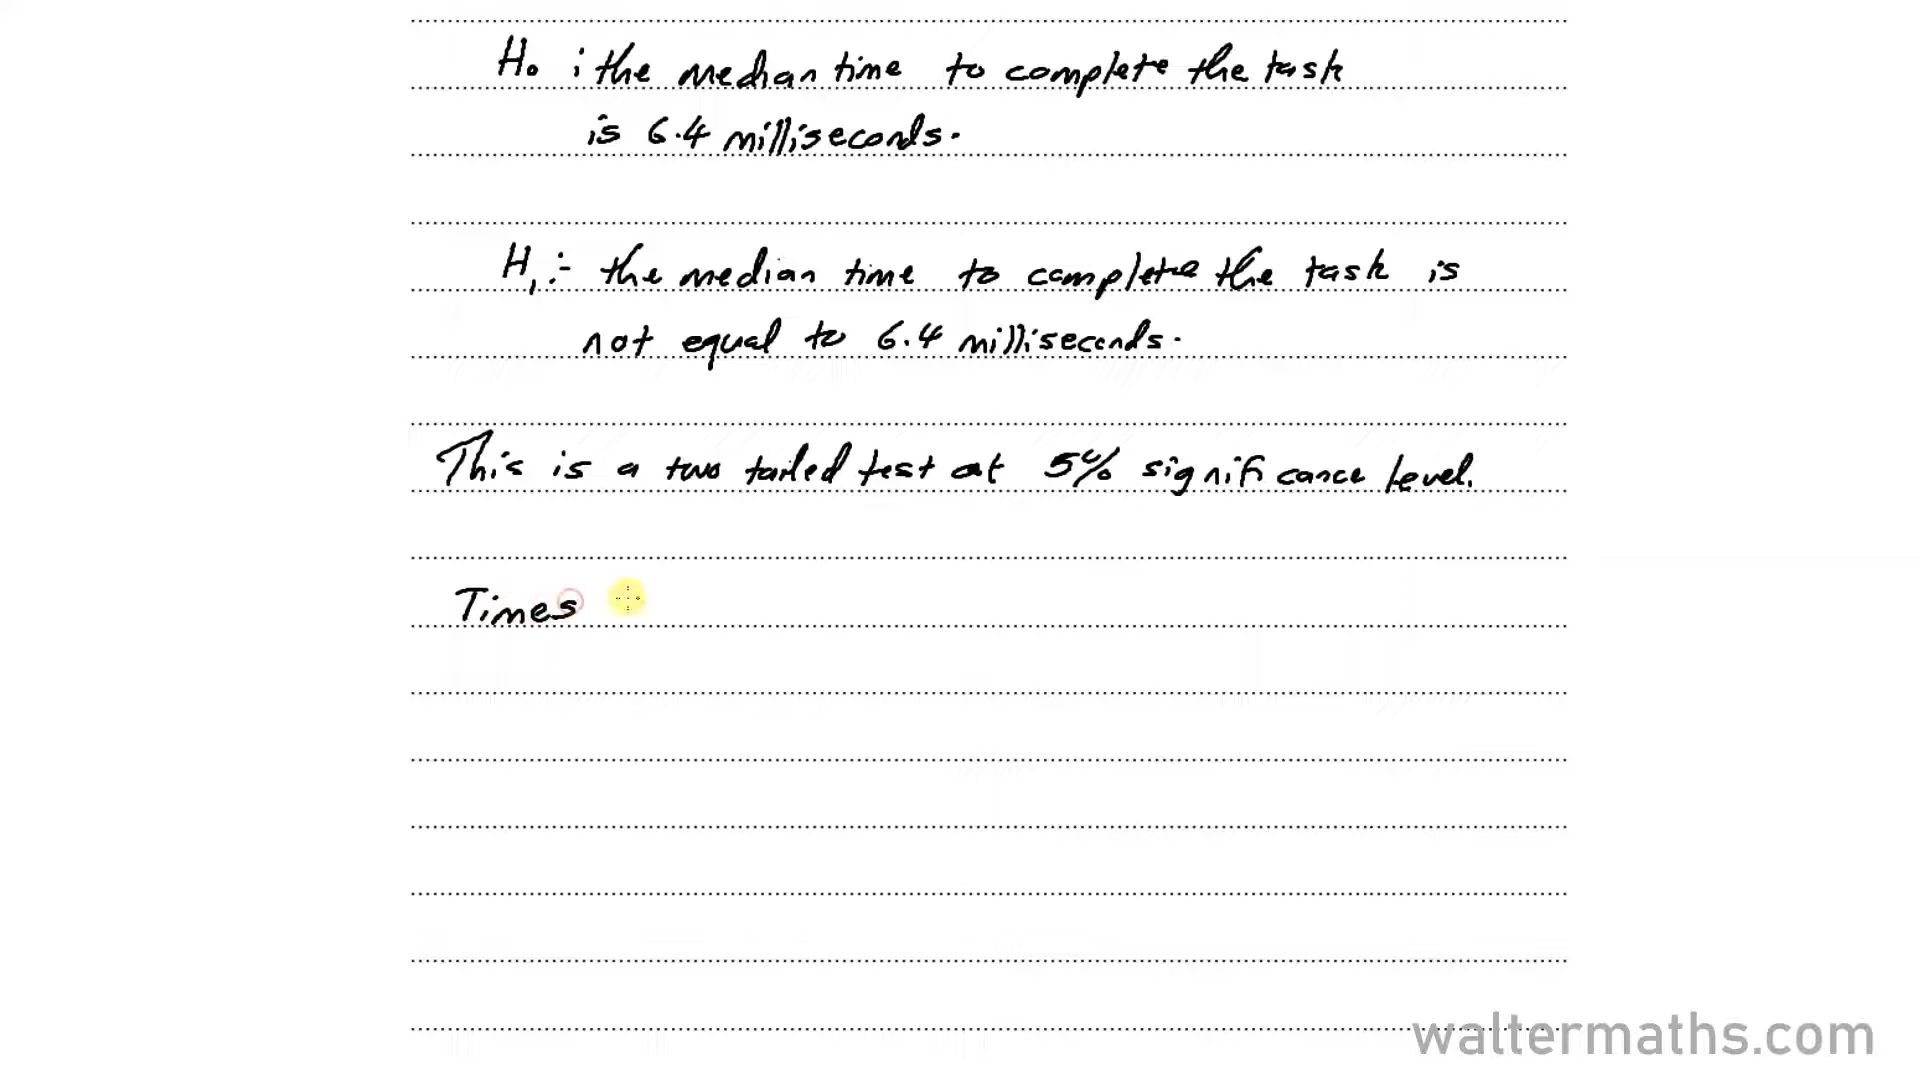 H₀ : the median time to complete the task
is 6.4 milliseconds.
H₁ :- the median time to complete the task is
not equal to 6.4 milliseconds.
This is a two tailed test at 5% significance level.
Times
waltermaths.com